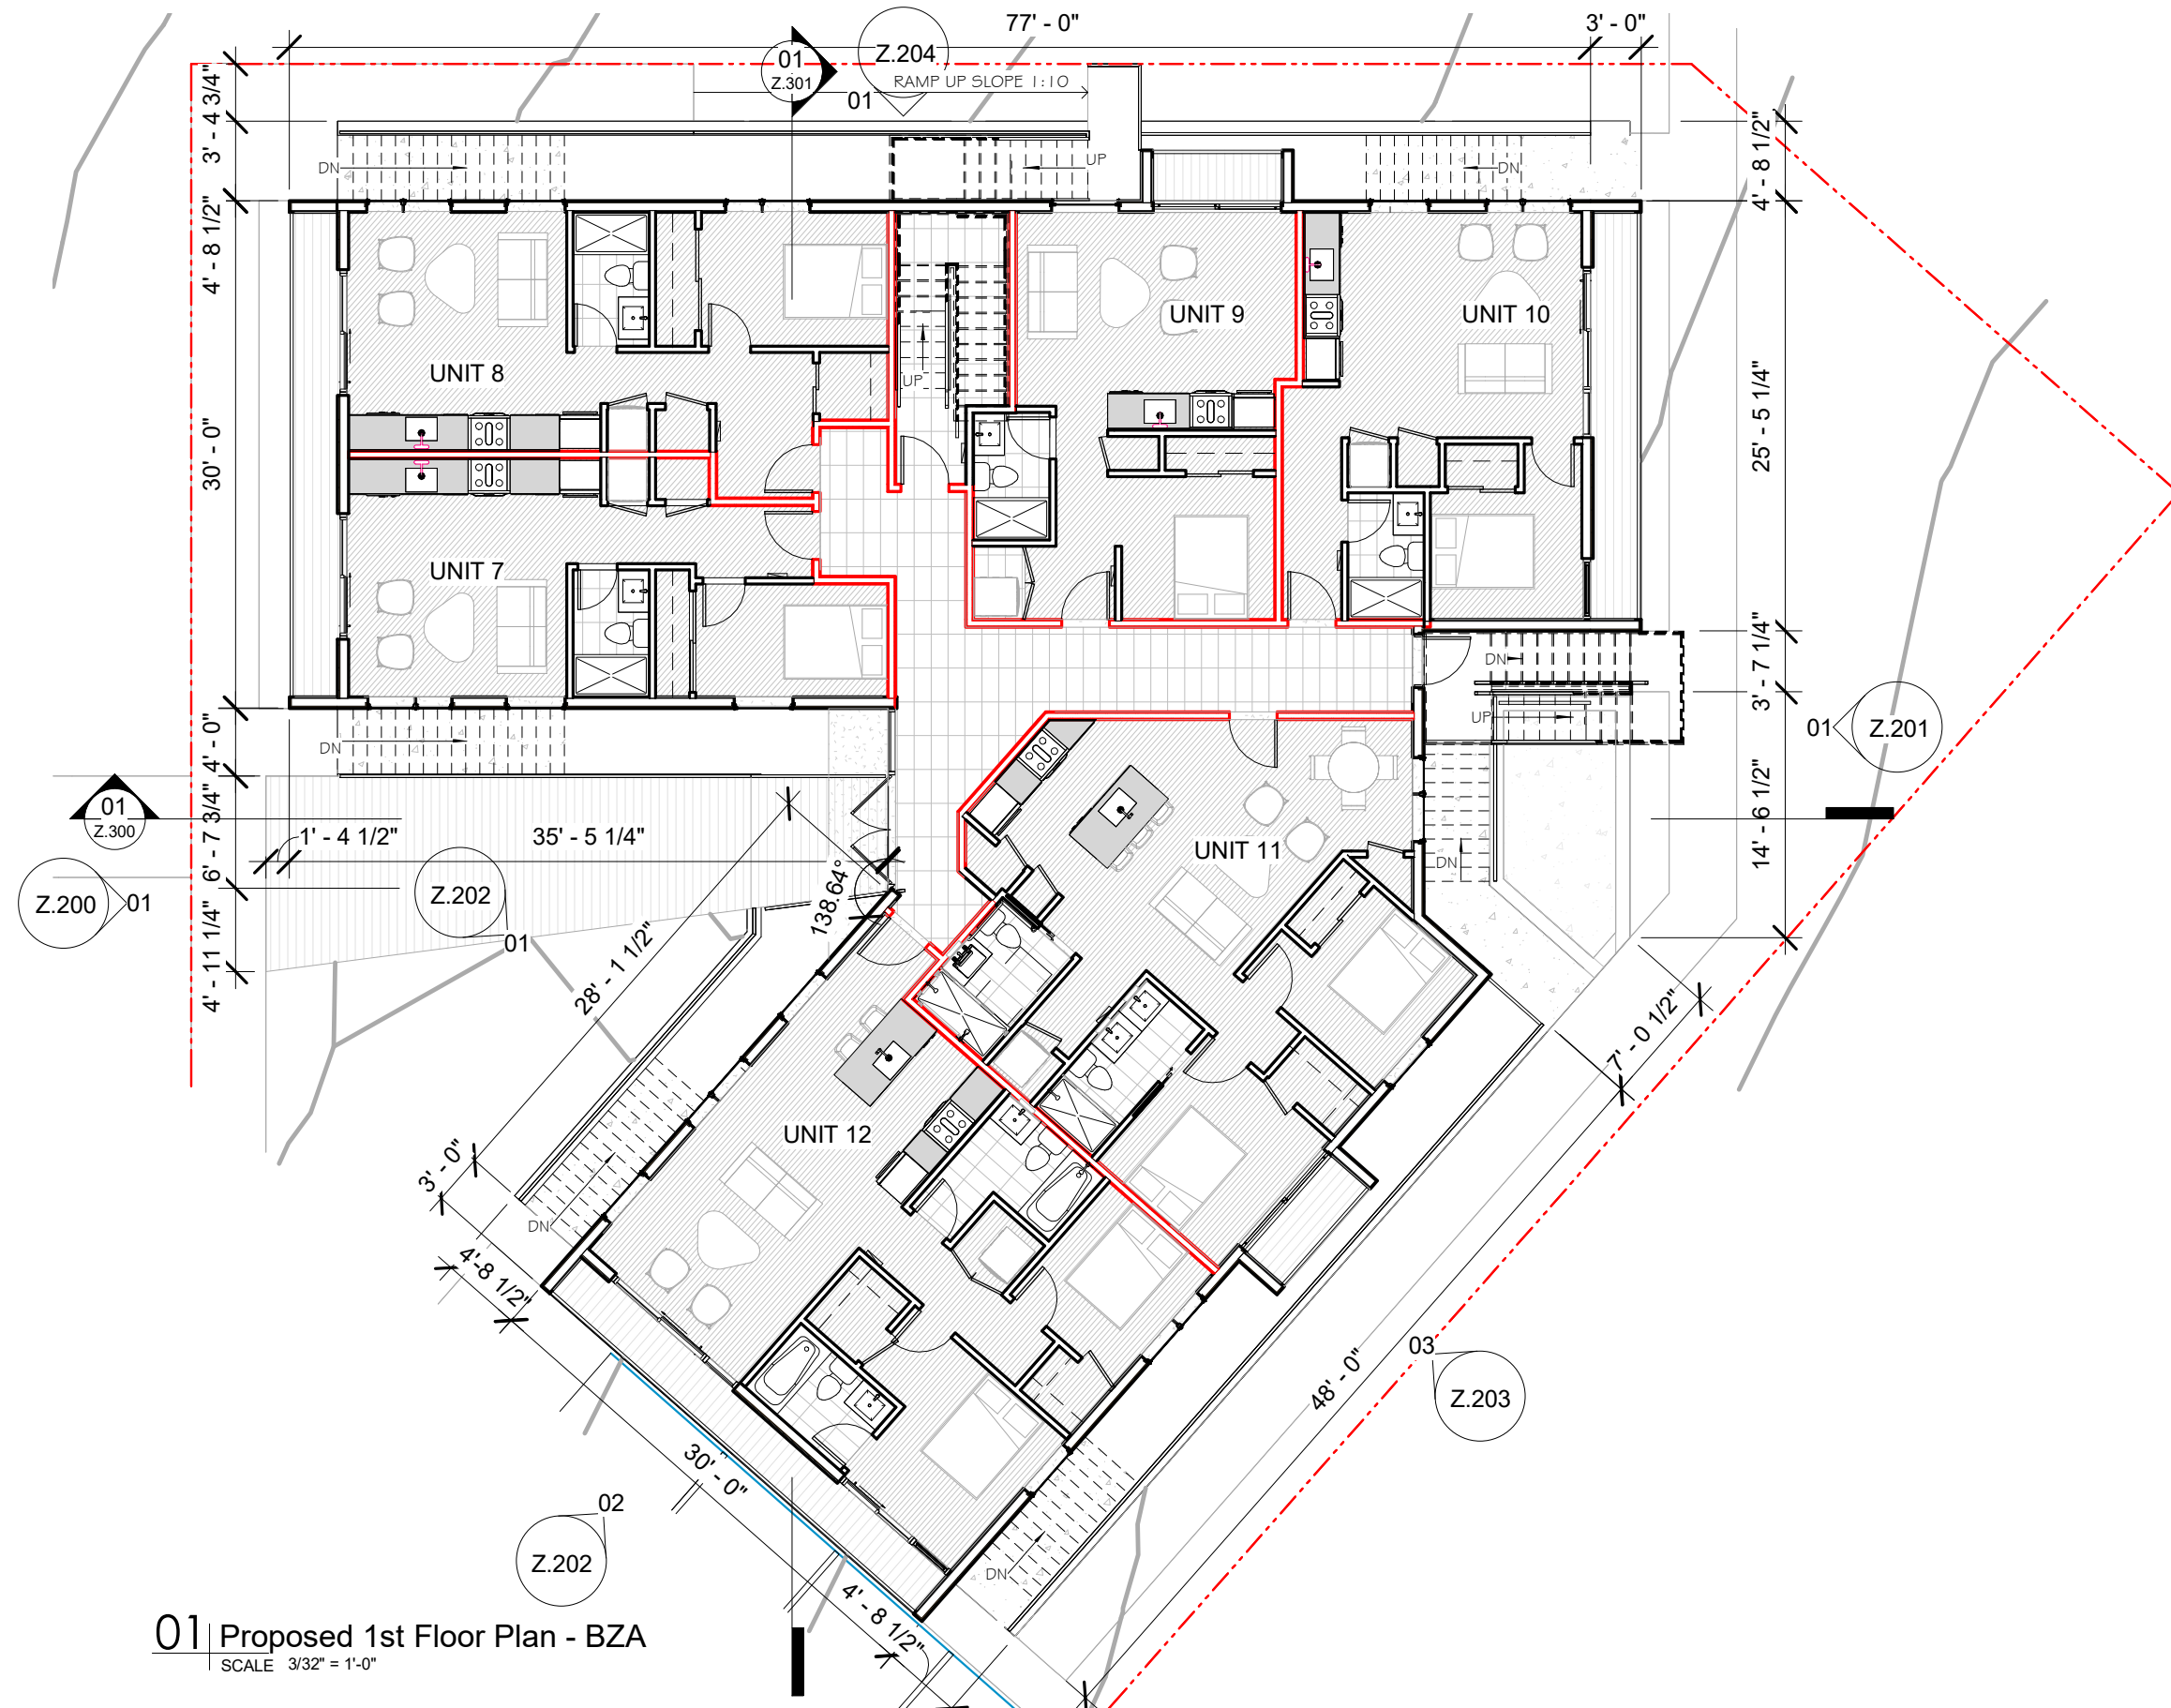 77' - 0"
3' - 0"
01
Z.301
Z.204
RAMP UP SLOPE 1:10
01
3' - 4 3/4"
4' - 8 1/2"
DN
UP
DN
4' - 8 1/2"
UNIT 8
UNIT 9
UNIT 10
UP
30' - 0"
25' - 5 1/4"
UNIT 7
DN
3' - 7 1/4"
UP
01
Z.201
4' - 0"
DN
01
Z.300
6' - 7 3/4"
1' - 4 1/2"
35' - 5 1/4"
UNIT 11
DN
14' - 6 1/2"
Z.200
01
Z.202
01
138.64°
4' - 11 1/4"
28' - 1 1/2"
7' - 0 1/2"
UNIT 12
3' - 0"
DN
4'-8 1/2"
48' - 0"
03
Z.203
30' - 0"
02
Z.202
DN
4' - 8 1/2"
01 Proposed 1st Floor Plan - BZA
SCALE 3/32" = 1'-0"